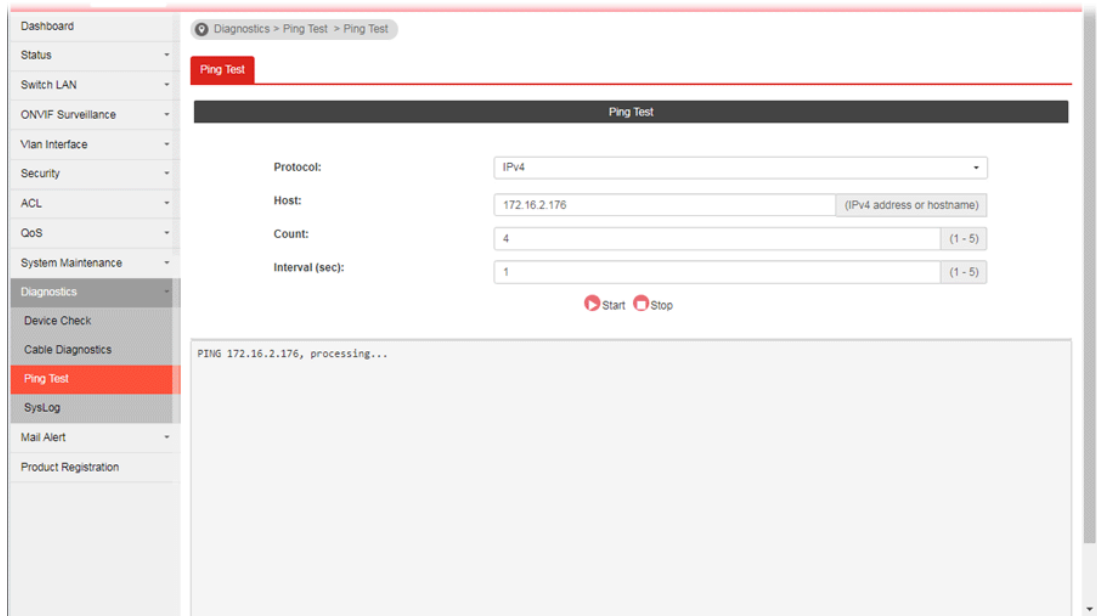 Dashboard
Status
Switch LAN
ONVIF Surveillance
Vlan Interface
Security
ACL
QoS
System Maintenance
Diagnostics
Device Check
Cable Diagnostics
Ping Test
SysLog
Mail Alert
Product Registration
Diagnostics > Ping Test > Ping Test
Ping Test
Ping Test
Protocol: IPv4
Host: 172.16.2.176 (IPv4 address or hostname)
Count: 4 (1 - 5)
Interval (sec): 1 (1 - 5)
Start Stop
PING 172.16.2.176, processing...